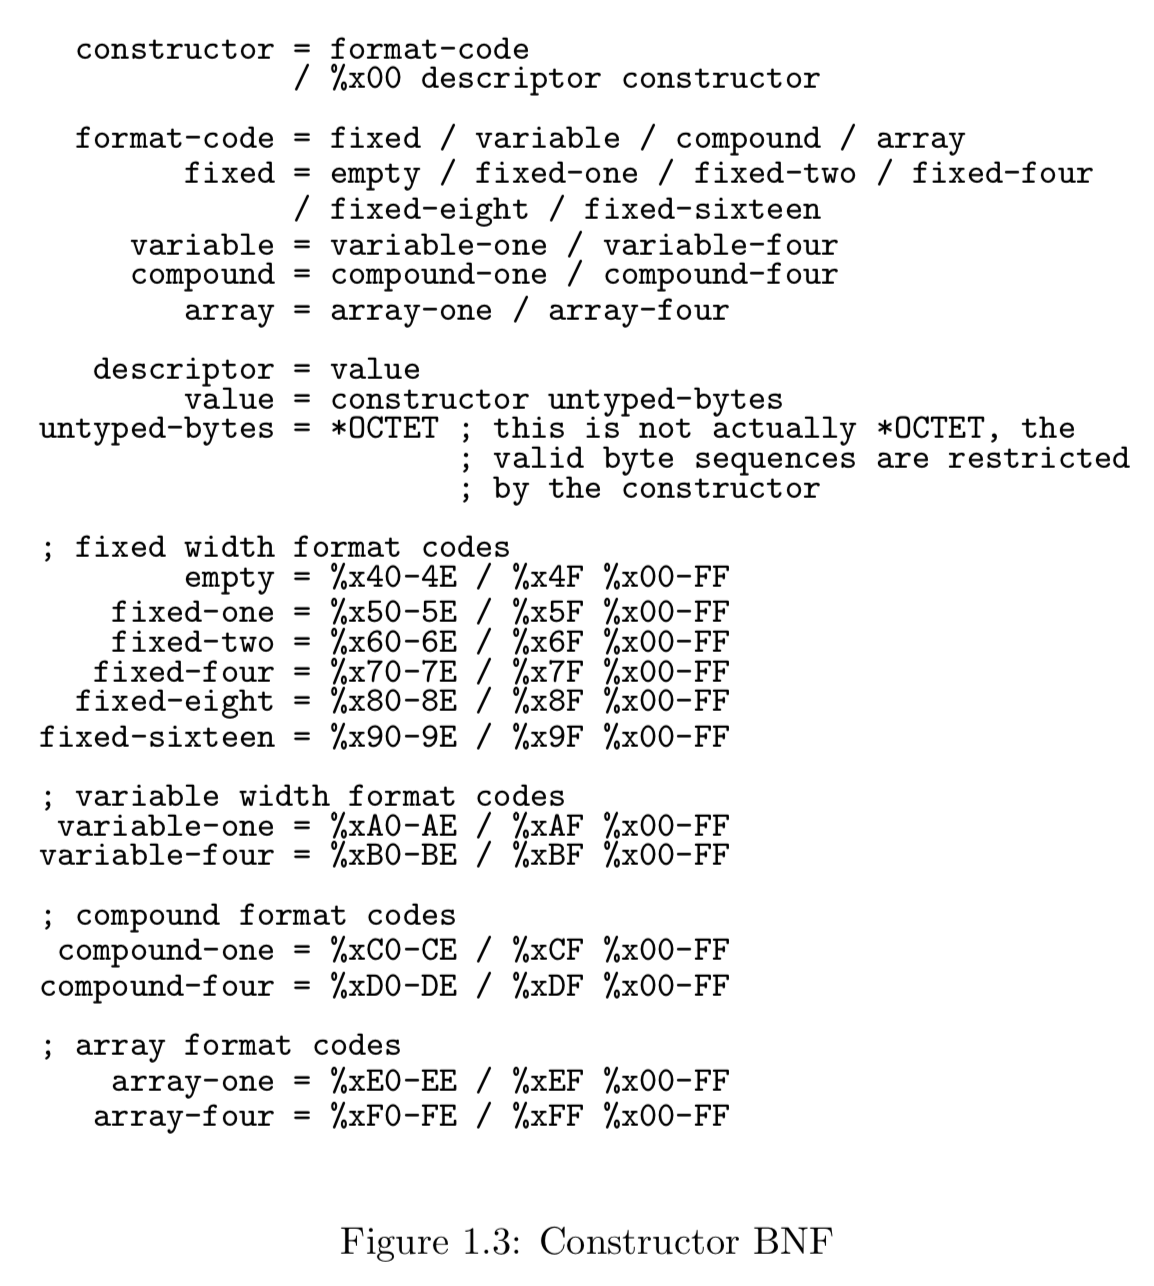 constructor = format-code
/ %x00 descriptor constructor
format-code = fixed / variable / compound / array
fixed = empty / fixed-one / fixed-two / fixed-four
/ fixed-eight / fixed-sixteen
variable = variable-one / variable-four
compound = compound-one / compound-four
array = array-one / array-four
descriptor = value
value = constructor untyped-bytes
untyped-bytes = *OCTET ; this is not actually *OCTET, the
; valid byte sequences are restricted
; by the constructor
; fixed width format codes
empty = %x40-4E / %x4F %x00-FF
fixed-one = %x50-5E / %x5F %x00-FF
fixed-two = %x60-6E / %x6F %x00-FF
fixed-four = %x70-7E / %x7F %x00-FF
fixed-eight = %x80-8E / %x8F %x00-FF
fixed-sixteen = %x90-9E / %x9F %x00-FF
; variable width format codes
variable-one = %xA0-AE / %xAF %x00-FF
variable-four = %xB0-BE / %xBF %x00-FF
; compound format codes
compound-one = %xC0-CE / %xCF %x00-FF
compound-four = %xD0-DE / %xDF %x00-FF
; array format codes
array-one = %xE0-EE / %xEF %x00-FF
array-four = %xF0-FE / %xFF %x00-FF
Figure 1.3: Constructor BNF